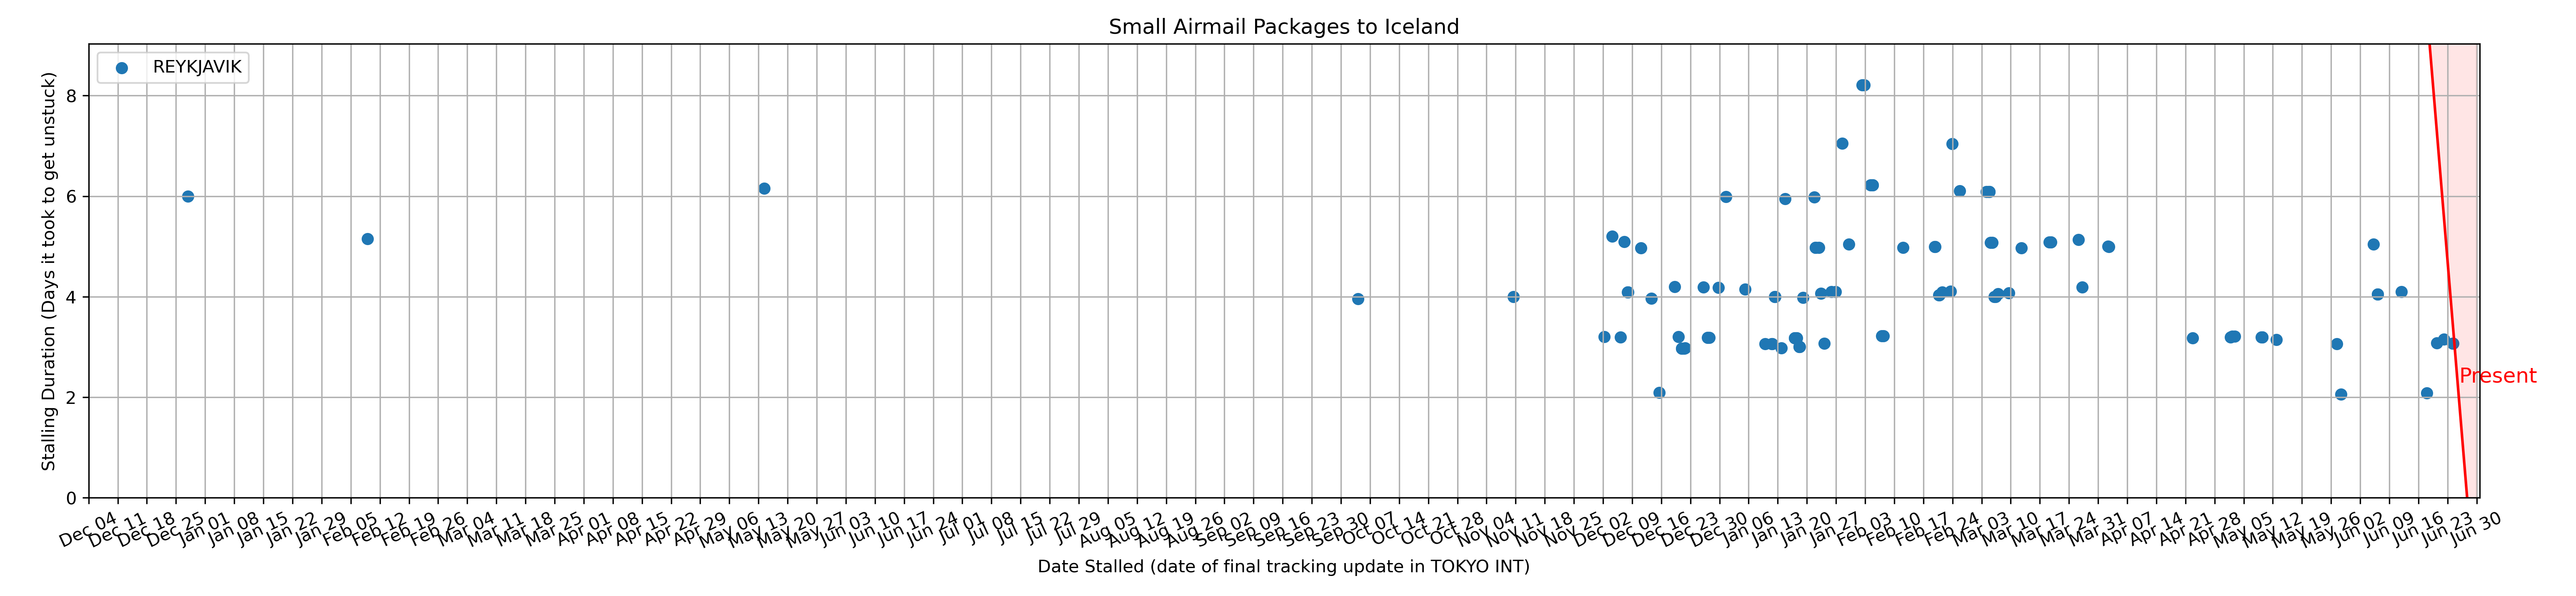 Small Airmail Packages to Iceland
REYKJAVIK
Stalling Duration (Days it took to get unstuck)
8
6
4
2
0
Present
Dec 04 Dec 11 Dec 18 Dec 25 Jan 01 Jan 08 Jan 15 Jan 22 Jan 29 Feb 05 Feb 12 Feb 19 Feb 26 Mar 04 Mar 11 Mar 18 Mar 25 Apr 01 Apr 08 Apr 15 Apr 22 Apr 29 May 06 May 13 May 20 May 27 Jun 03 Jun 10 Jun 17 Jun 24 Jul 01 Jul 08 Jul 15 Jul 22 Jul 29 Aug 05 Aug 12 Aug 19 Aug 26 Sep 02 Sep 09 Sep 16 Sep 23 Sep 30 Oct 07 Oct 14 Oct 21 Oct 28 Nov 04 Nov 11 Nov 18 Nov 25 Dec 02 Dec 09 Dec 16 Dec 23 Dec 30 Jan 06 Jan 13 Jan 20 Jan 27 Feb 03 Feb 10 Feb 17 Feb 24 Mar 03 Mar 10 Mar 17 Mar 24 Mar 31 Apr 07 Apr 14 Apr 21 Apr 28 May 05 May 12 May 19 May 26 Jun 02 Jun 09 Jun 16 Jun 23 Jun 30
Date Stalled (date of final tracking update in TOKYO INT)